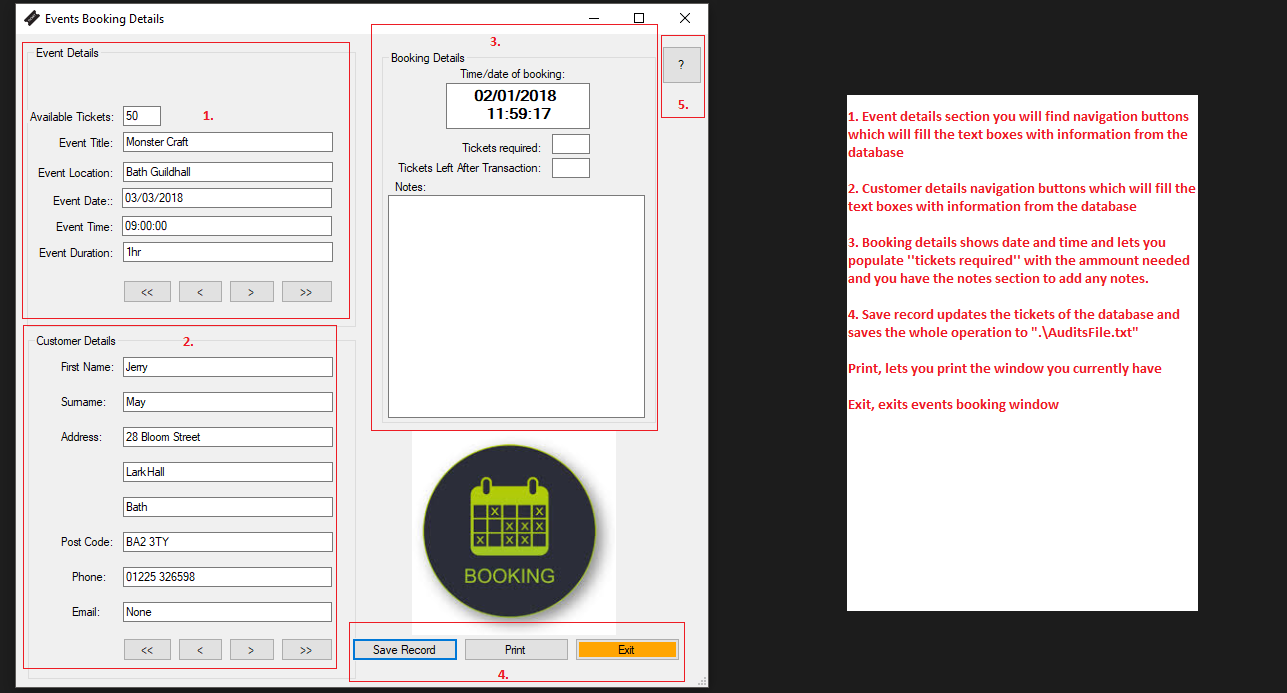 Events Booking Details
Event Details
Available Tickets: 50
1.
Event Title: Monster Craft
Event Location: Bath Guildhall
Event Date:: 03/03/2018
Event Time: 09:00:00
Event Duration: 1hr
<< < > >>
2.
Customer Details
First Name: Jerry
Surname: May
Address: 28 Bloom Street
LarkHall
Bath
Post Code: BA2 3TY
Phone: 01225 326598
Email: None
<< < > >>
3.
Booking Details
Time/date of booking:
02/01/2018
11:59:17
Tickets required:
Tickets Left After Transaction:
Notes:
?
5.
BOOKING
Save Record Print Exit
4.
1. Event details section you will find navigation buttons
which will fill the text boxes with information from the
database
2. Customer details navigation buttons which will fill the
text boxes with information from the database
3. Booking details shows date and time and lets you
populate ''tickets required'' with the ammount needed
and you have the notes section to add any notes.
4. Save record updates the tickets of the database and
saves the whole operation to ".\AuditsFile.txt"
Print, lets you print the window you currently have
Exit, exits events booking window